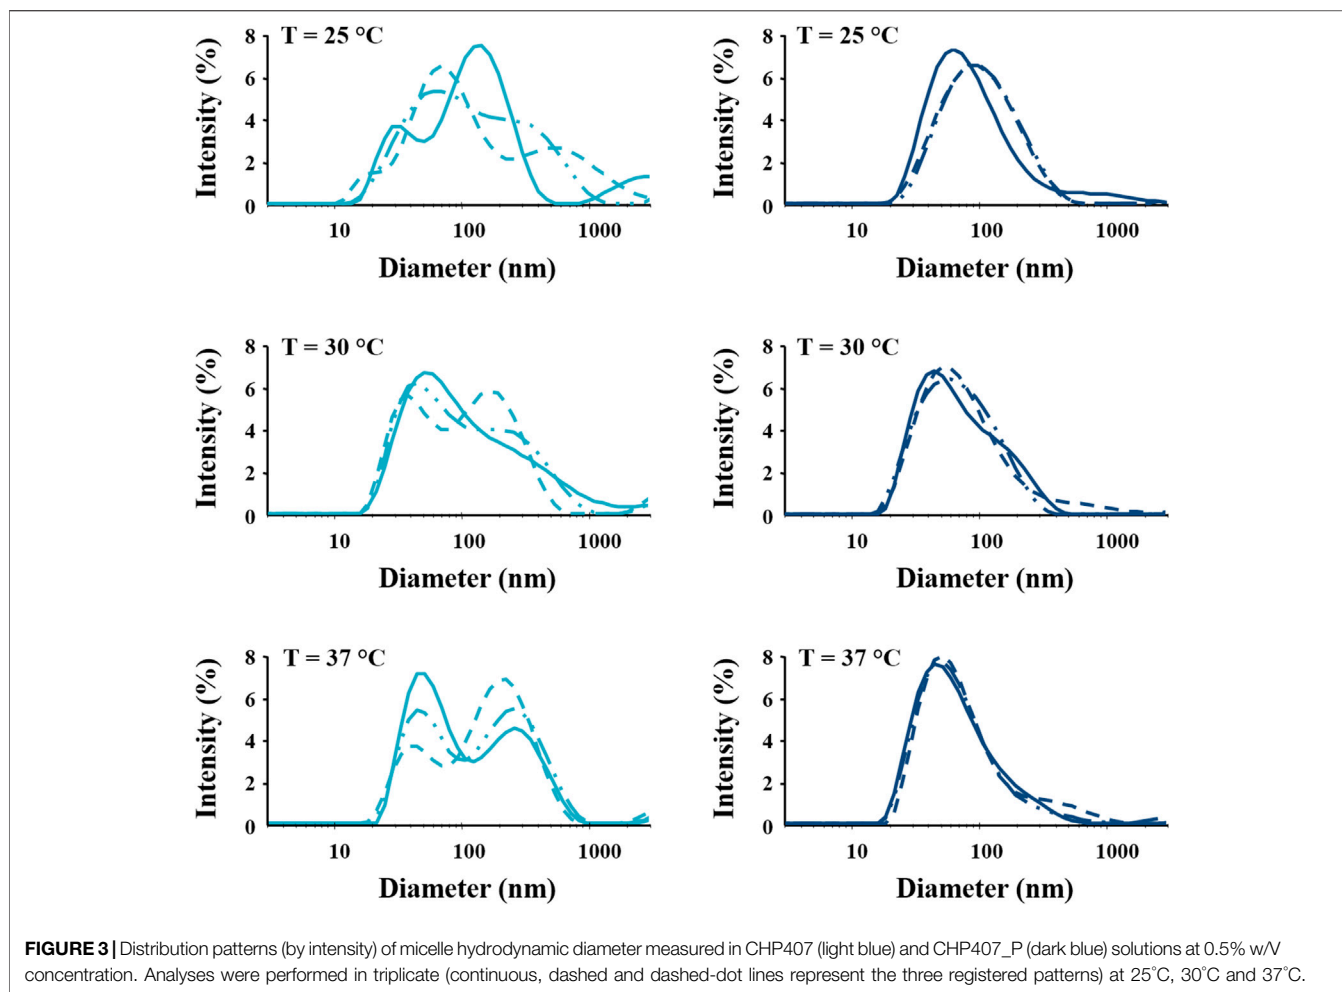 T = 25 °C
8
6
4
2
0
Intensity (%)
10 100 1000
Diameter (nm)
T = 25 °C
8
6
4
2
0
Intensity (%)
10 100 1000
Diameter (nm)
T = 30 °C
8
6
4
2
0
Intensity (%)
10 100 1000
Diameter (nm)
T = 30 °C
8
6
4
2
0
Intensity (%)
10 100 1000
Diameter (nm)
T = 37 °C
8
6
4
2
0
Intensity (%)
10 100 1000
Diameter (nm)
T = 37 °C
8
6
4
2
0
Intensity (%)
10 100 1000
Diameter (nm)
FIGURE 3 | Distribution patterns (by intensity) of micelle hydrodynamic diameter measured in CHP407 (light blue) and CHP407_P (dark blue) solutions at 0.5% w/V
concentration. Analyses were performed in triplicate (continuous, dashed and dashed-dot lines represent the three registered patterns) at 25°C, 30°C and 37°C.